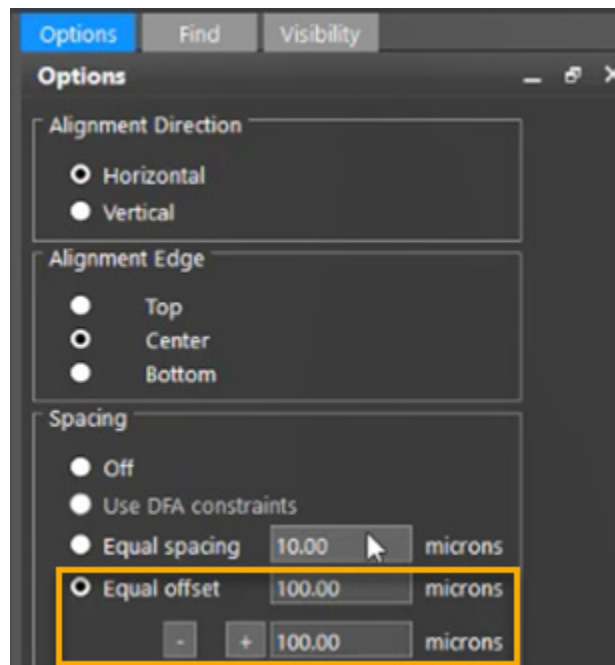 Options Find Visibility
Options
Alignment Direction
Horizontal
Vertical
Alignment Edge
Top
Center
Bottom
Spacing
Off
Use DFA constraints
Equal spacing 10.00 microns
Equal offset 100.00 microns
- + 100.00 microns